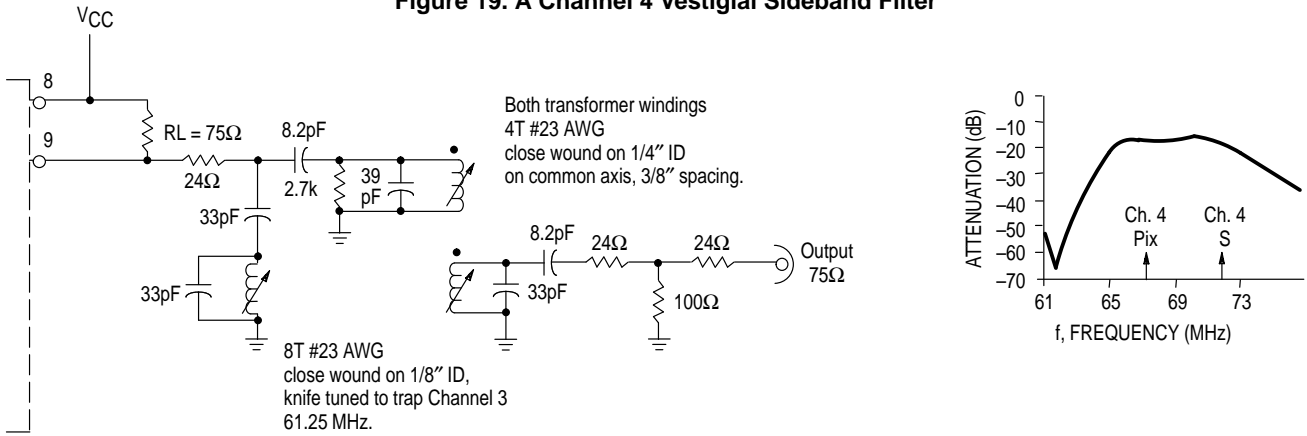 Figure 19. A Channel 4 Vestigial Sideband Filter
VCC
8
9
RL = 75Ω
24Ω
8.2pF
2.7k
39
pF
33pF
33pF
Both transformer windings
4T #23 AWG
close wound on 1/4″ ID
on common axis, 3/8″ spacing.
8.2pF
24Ω
24Ω
Output
75Ω
33pF
100Ω
8T #23 AWG
close wound on 1/8″ ID,
knife tuned to trap Channel 3
61.25 MHz.
ATTENUATION (dB)
0
–10
–20
–30
–40
–50
–60
–70
Ch. 4
Pix
Ch. 4
S
61
65
69
73
f, FREQUENCY (MHz)